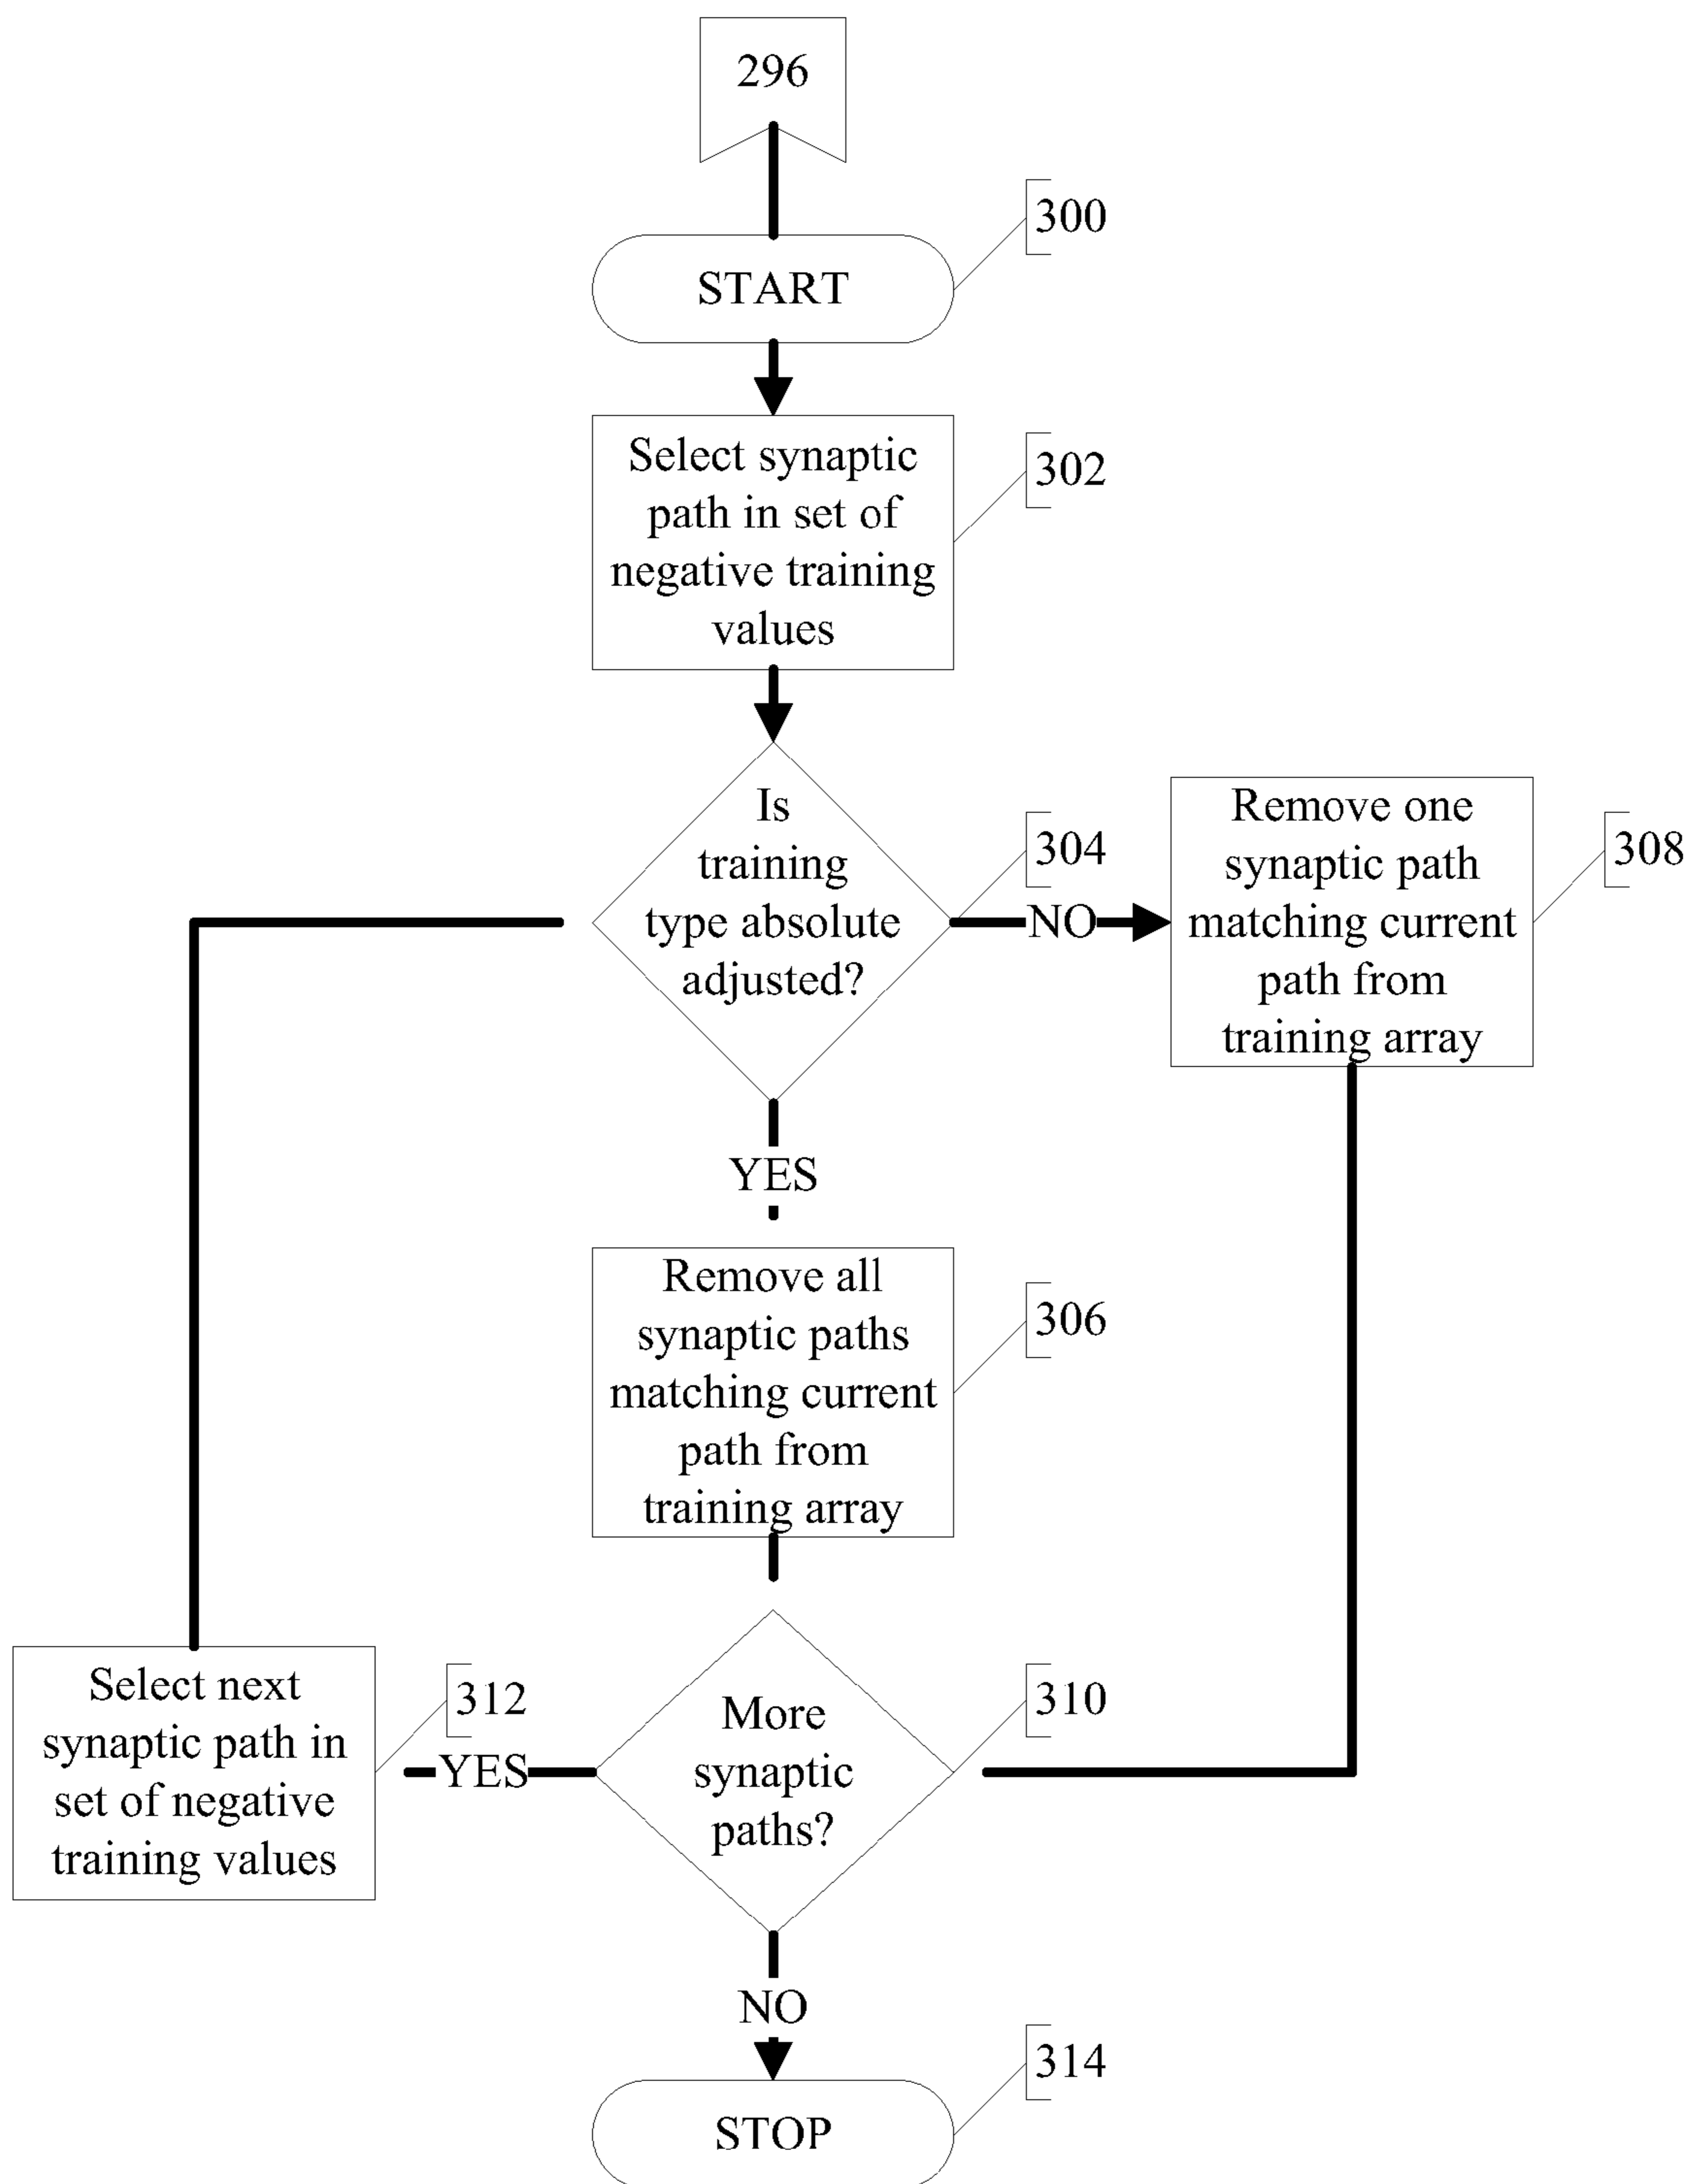 296
300
START
Select synaptic
path in set of
negative training
values
302
Is
training
type absolute
adjusted?
304
NO
Remove one
synaptic path
matching current
path from
training array
308
YES
Remove all
synaptic paths
matching current
path from
training array
306
Select next
synaptic path in
set of negative
training values
312
YES
More
synaptic
paths?
310
NO
314
STOP